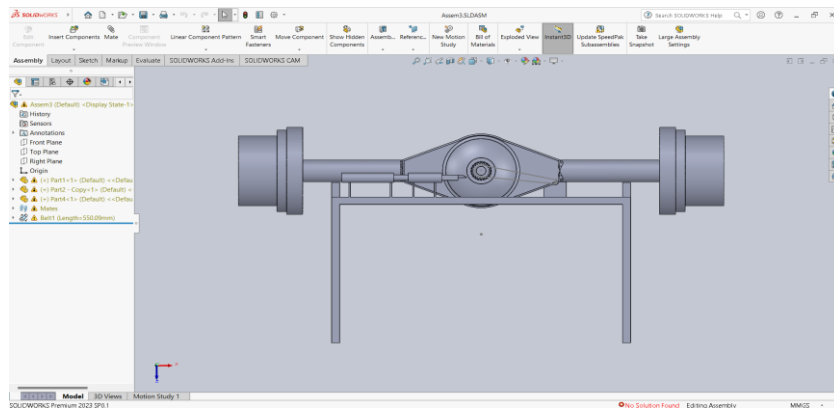 SOLIDWORKS
Assem3.SLDASM
Search SOLIDWORKS Help
Edit Component
Insert Components
Mate
Component Preview Window
Linear Component Pattern
Smart Fasteners
Move Component
Show Hidden Components
Assemb...
Referenc...
New Motion Study
Bill of Materials
Exploded View
Instant3D
Update SpeedPak Subassemblies
Take Snapshot
Large Assembly Settings
Assembly Layout Sketch Markup Evaluate SOLIDWORKS Add-Ins SOLIDWORKS CAM
Assem3 (Default) <Display State-1>
History
Sensors
Annotations
Front Plane
Top Plane
Right Plane
Origin
(+) Part1<1> (Default) <<Defau
(+) Part2 - Copy<1> (Default) <
(+) Part4<1> (Default) <<Defau
Mates
Belt1 (Length=550.09mm)
Model 3D Views Motion Study 1
SOLIDWORKS Premium 2023 SP0.1
No Solution Found Editing Assembly MMGS